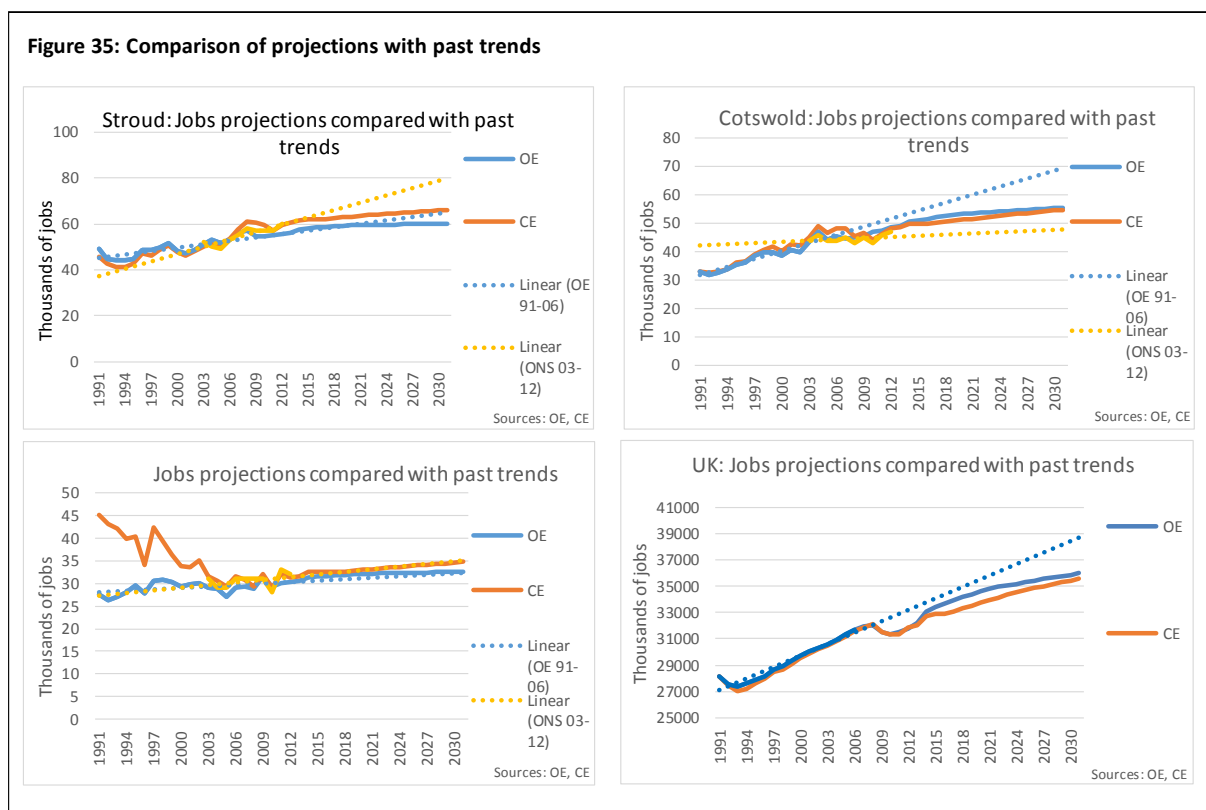 Figure 35: Comparison of projections with past trends
Stroud: Jobs projections compared with past
trends
Thousands of jobs
100
80
60
40
20
0
1991
1994
1997
2000
2003
2006
2009
2012
2015
2018
2021
2024
2027
2030
OE
CE
Linear (OE
91-06)
Linear
(ONS 03-
12)
Sources: OE, CE
Cotswold: Jobs projections compared with past
trends
Thousands of jobs
80
70
60
50
40
30
20
10
0
1991
1994
1997
2000
2003
2006
2009
2012
2015
2018
2021
2024
2027
2030
OE
CE
Linear
(OE 91-
06)
Linear
(ONS 03-
12)
Sources: OE, CE
Jobs projections compared with past trends
Thousands of jobs
50
45
40
35
30
25
20
15
10
5
0
1991
1994
1997
2000
2003
2006
2009
2012
2015
2018
2021
2024
2027
2030
OE
CE
Linear
(OE 91-
06)
Linear
(ONS 03-
12)
Sources: OE, CE
UK: Jobs projections compared with past trends
Thousands of jobs
41000
39000
37000
35000
33000
31000
29000
27000
25000
1991
1994
1997
2000
2003
2006
2009
2012
2015
2018
2021
2024
2027
2030
OE
CE
Sources: OE, CE